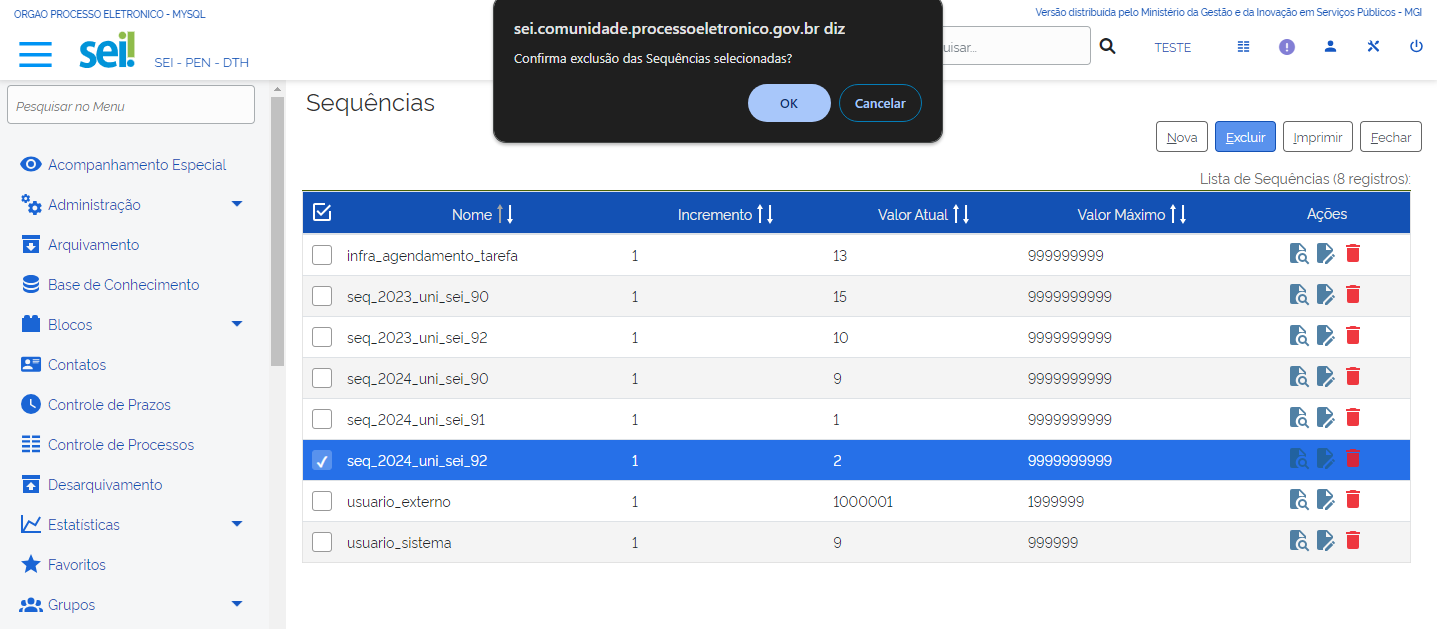 ORGAO PROCESSO ELETRONICO - MYSQL
Versão distribuída pelo Ministério da Gestão e da Inovação em Serviços Públicos - MGI
sei!
SEI - PEN - DTH
TESTE
sei.comunidade.processoeletronico.gov.br diz
Confirma exclusão das Sequências selecionadas?
OK Cancelar
Pesquisar no Menu
Acompanhamento Especial
Administração
Arquivamento
Base de Conhecimento
Blocos
Contatos
Controle de Prazos
Controle de Processos
Desarquivamento
Estatísticas
Favoritos
Grupos
Sequências
Nova Excluir Imprimir Fechar
Lista de Sequências (8 registros):
Nome Incremento Valor Atual Valor Máximo Ações
infra_agendamento_tarefa 1 13 999999999
seq_2023_uni_sei_90 1 15 9999999999
seq_2023_uni_sei_92 1 10 9999999999
seq_2024_uni_sei_90 1 9 9999999999
seq_2024_uni_sei_91 1 1 9999999999
seq_2024_uni_sei_92 1 2 9999999999
usuario_externo 1 1000001 1999999
usuario_sistema 1 9 999999